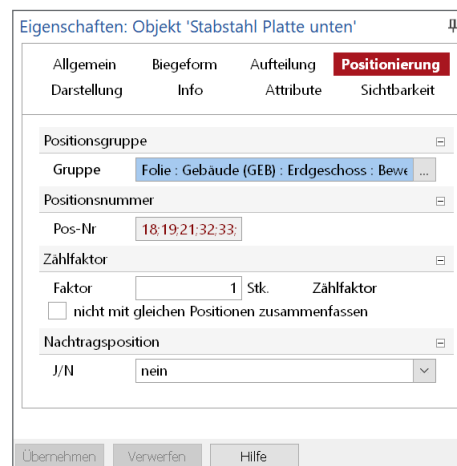 Eigenschaften: Objekt 'Stabstahl Platte unten'
Allgemein Biegeform Aufteilung Positionierung
Darstellung Info Attribute Sichtbarkeit
Positionsgruppe
Gruppe Folie : Gebäude (GEB) : Erdgeschoss : Bewe ...
Positionsnummer
Pos-Nr 18;19;21;32;33;
Zählfaktor
Faktor 1 Stk. Zählfaktor
nicht mit gleichen Positionen zusammenfassen
Nachtragsposition
J/N nein
Übernehmen Verwerfen Hilfe